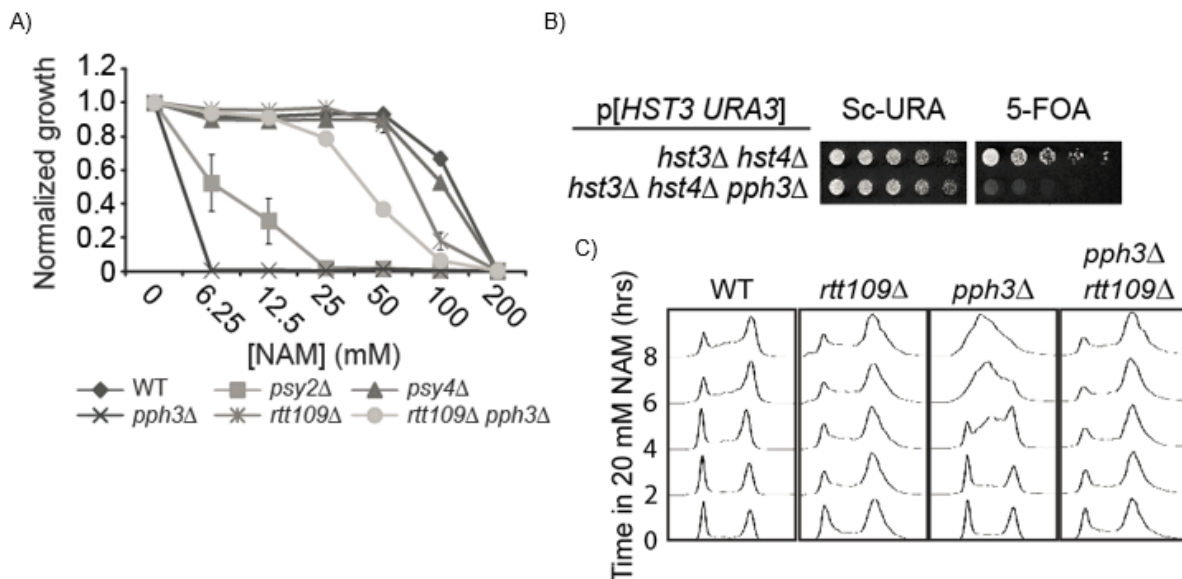 A)
Normalized growth
1.2
1.0
0.8
0.6
0.4
0.2
0
0 6.25 12.5 25 50 100 200
[NAM] (mM)
WT psy2Δ psy4Δ
pph3Δ rtt109Δ rtt109Δ pph3Δ
B)
p[HST3 URA3] Sc-URA 5-FOA
hst3Δ hst4Δ
hst3Δ hst4Δ pph3Δ
C)
WT rtt109Δ pph3Δ pph3Δ rtt109Δ
Time in 20 mM NAM (hrs)
8
6
4
2
0